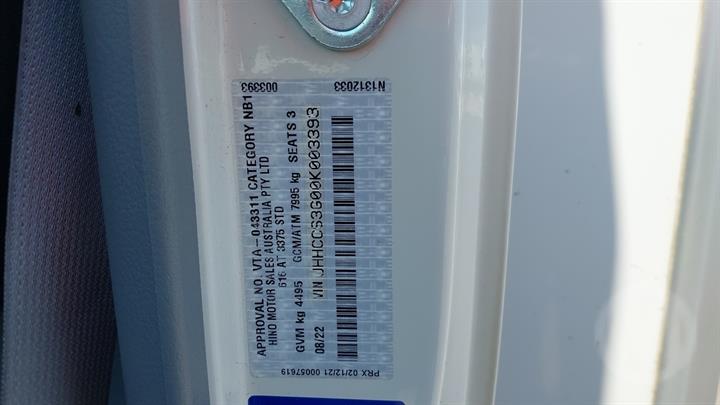 003393 N1312033
APPROVAL NO. VTA-043311 CATEGORY NB1
HINO MOTOR SALES AUSTRALIA PTY LTD
616 AT 3375 STD
GVM kg 4495 GCM/ATM 7995 kg SEATS 3
08/22 VIN JHHCCS3G00K003393
PRX 02/12/21 00057619